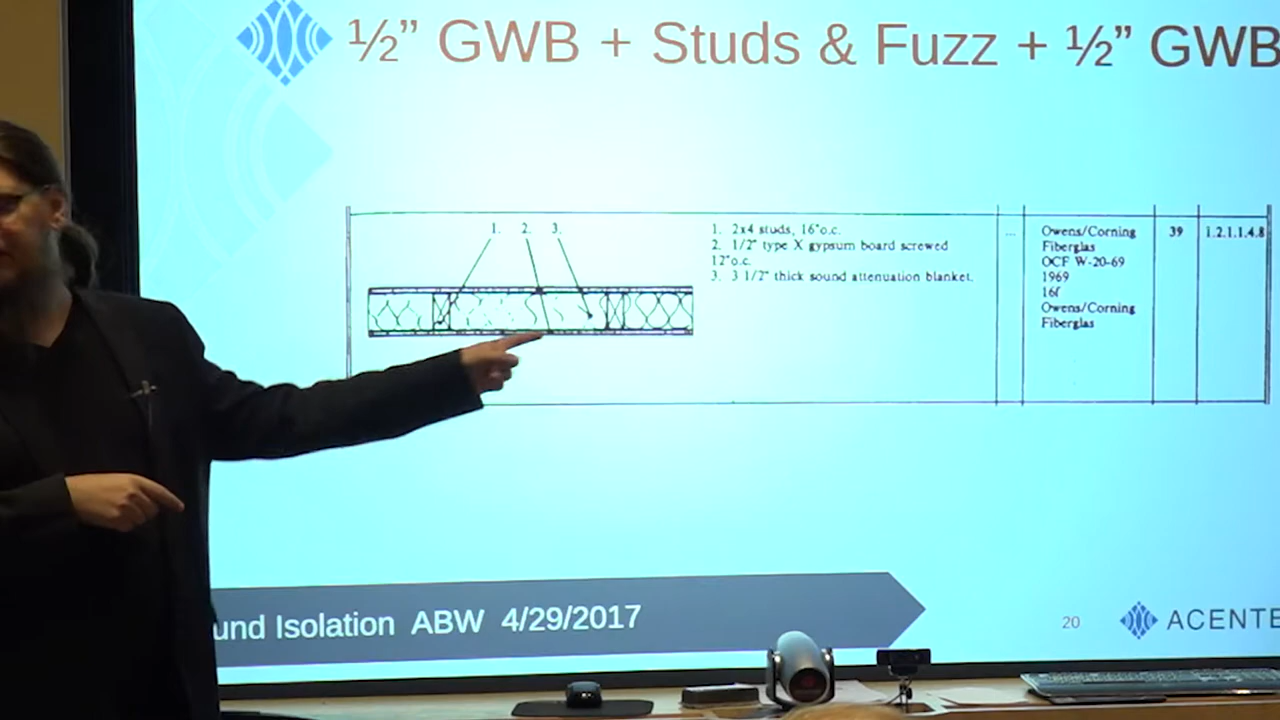 ½” GWB + Studs & Fuzz + ½” GWB
1. 2. 3.
1. 2x4 studs, 16"o.c.
2. 1/2" type X gypsum board screwed
12"o.c.
3. 3 1/2" thick sound attenuation blanket.
...
Owens/Corning
Fiberglas
OCF W-20-69
1969
16f
Owens/Corning
Fiberglas
39
1.2.1.1.4.8
und Isolation ABW 4/29/2017
20
ACENTE